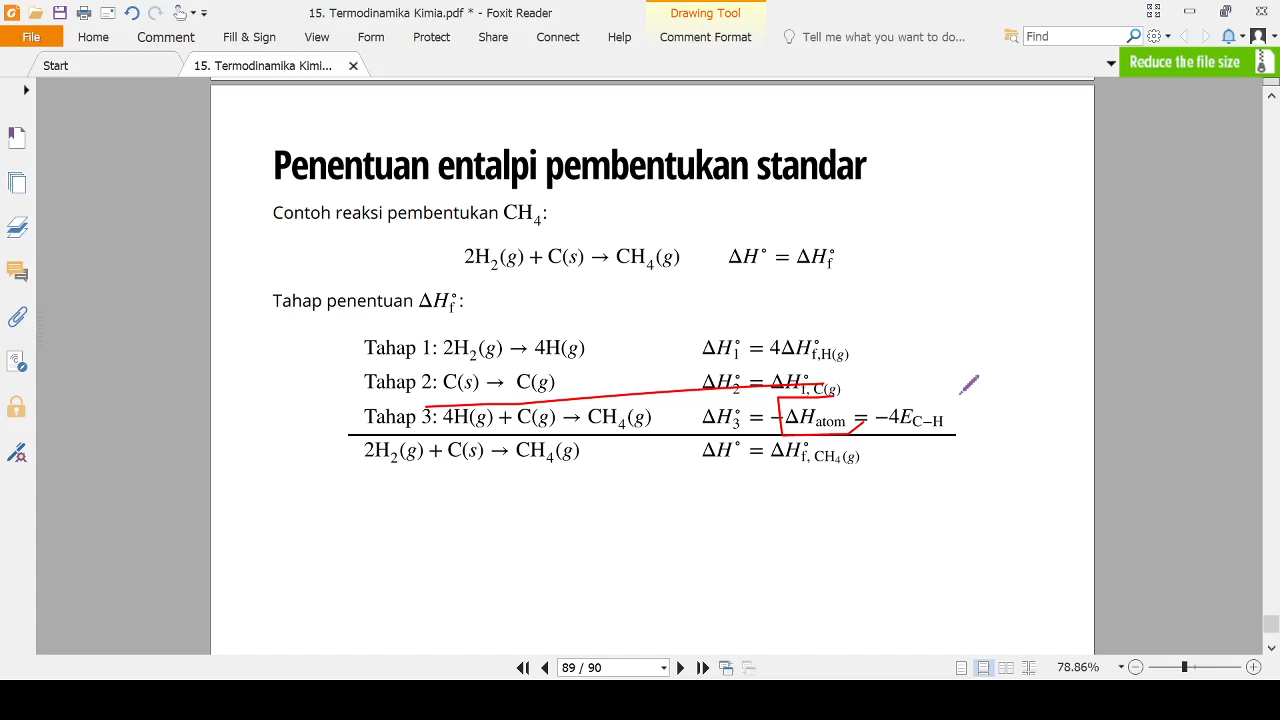 15. Termodinamika Kimia.pdf * - Foxit Reader
Drawing Tool
File Home Comment Fill & Sign View Form Protect Share Connect Help Comment Format Tell me what you want to do... Find
Start 15. Termodinamika Kimi... Reduce the file size
Penentuan entalpi pembentukan standar
Contoh reaksi pembentukan CH₄:
2H₂(g) + C(s) → CH₄(g) ΔH° = ΔH°f
Tahap penentuan ΔH°f:
Tahap 1: 2H₂(g) → 4H(g) ΔH°₁ = 4ΔH°f,H(g)
Tahap 2: C(s) → C(g) ΔH°₂ = ΔH°f, C(g)
Tahap 3: 4H(g) + C(g) → CH₄(g) ΔH°₃ = −ΔHatom = −4EC−H
2H₂(g) + C(s) → CH₄(g) ΔH° = ΔH°f, CH₄(g)
89 / 90 78.86%